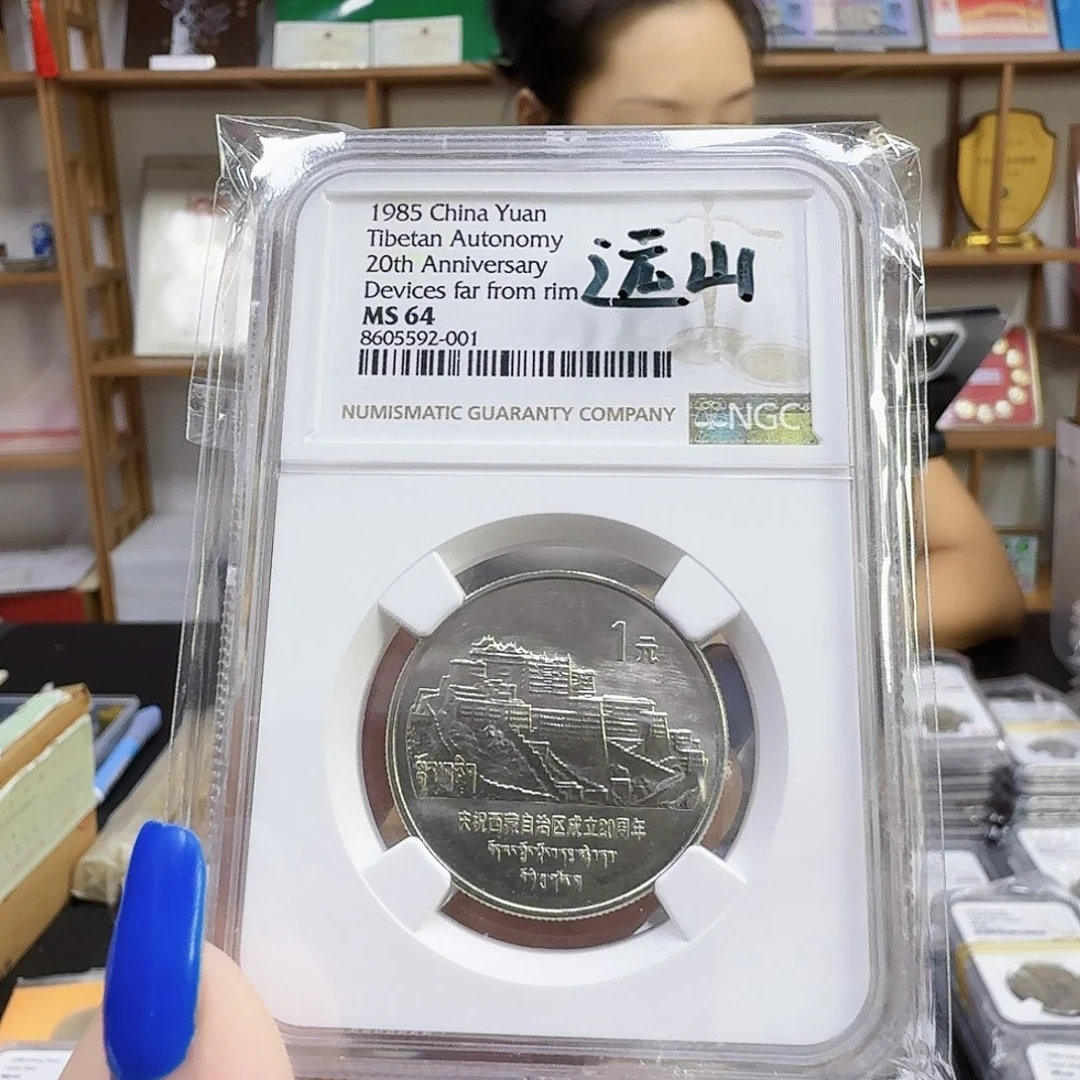 1985 China Yuan
Tibetan Autonomy
20th Anniversary
Devices far from rim
远山
MS 64
8605592-001
NUMISMATIC GUARANTY COMPANY
NGC
1元
庆祝西藏自治区成立20周年